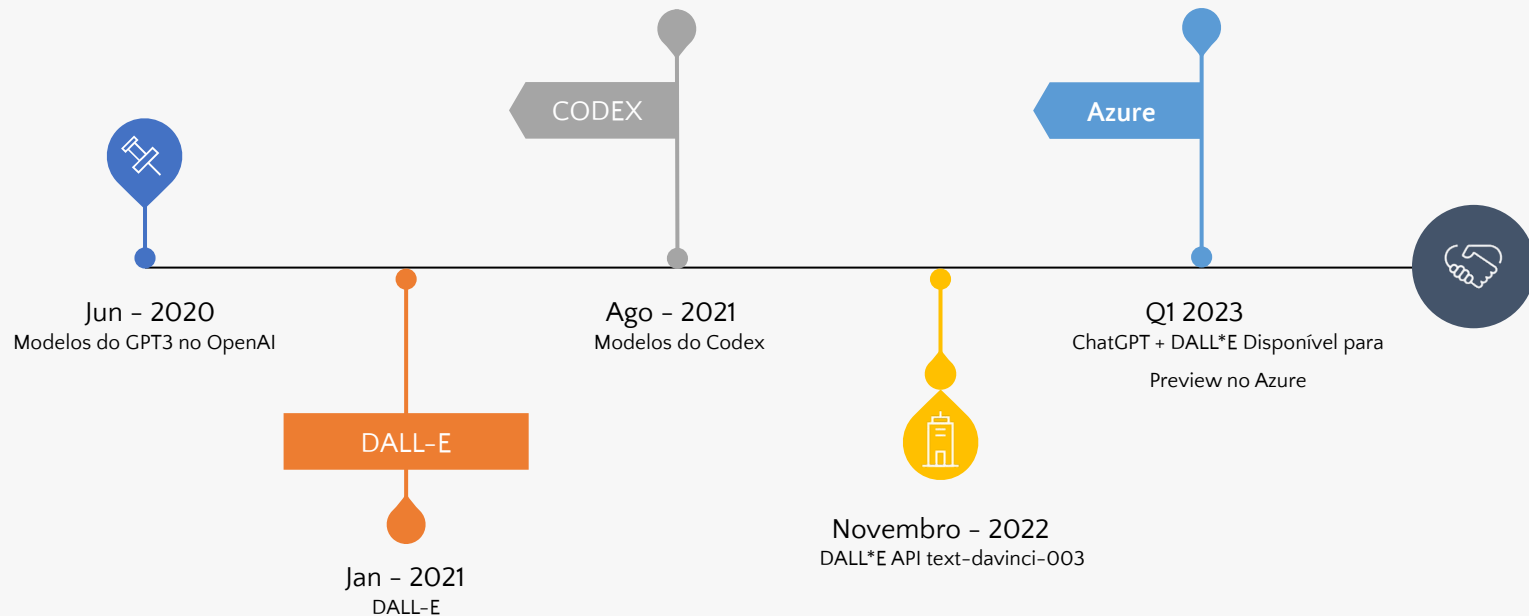 CODEX
Azure
Jun - 2020
Modelos do GPT3 no OpenAI
Ago - 2021
Modelos do Codex
Q1 2023
ChatGPT + DALL*E Disponível para
Preview no Azure
DALL-E
Jan - 2021
DALL-E
Novembro - 2022
DALL*E API text-davinci-003